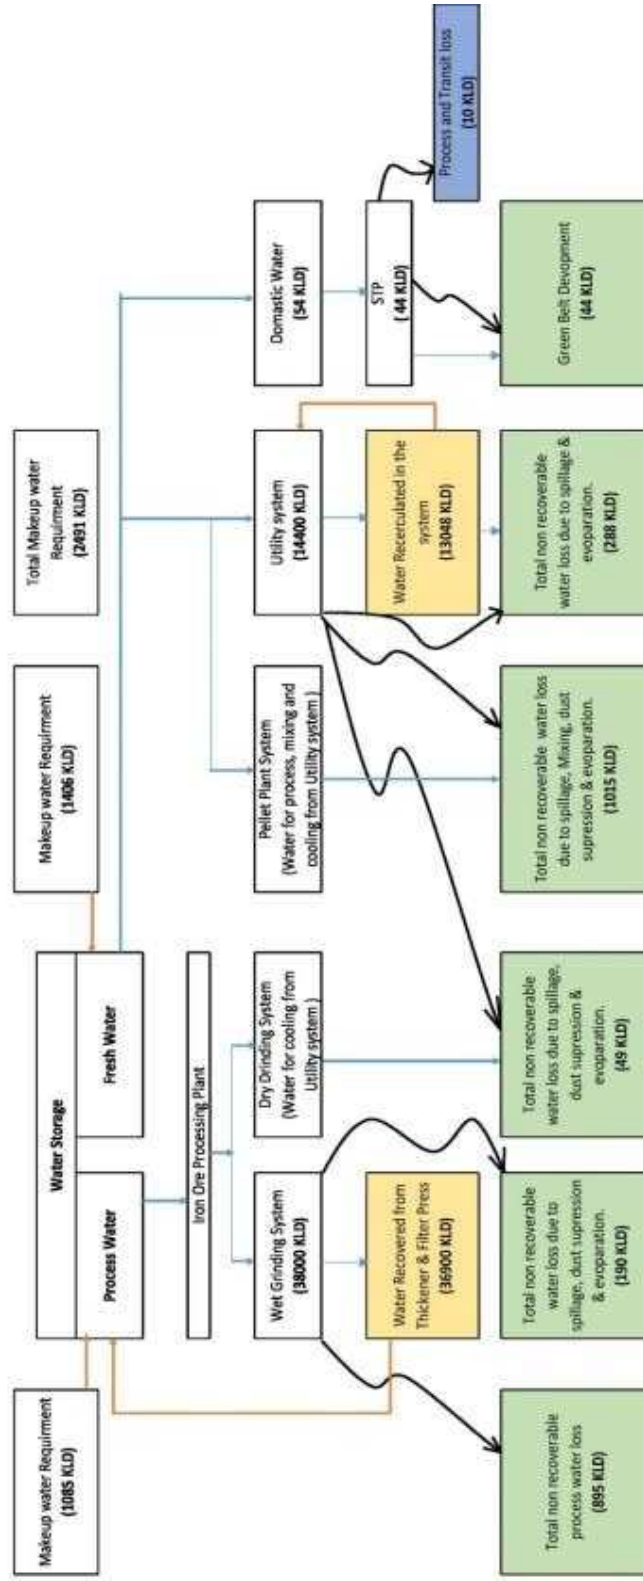 Makeup water Requirment
(1085 KLD)
Makeup water Requirment
(1406 KLD)
Total Makeup water
Requirment
(2491 KLD)
Water Storage
Process Water
Fresh Water
Iron Ore Processing Plant
Wet Grinding System
(38000 KLD)
Dry Drinding System
(Water for cooling from
Utility system )
Pellet Plant System
(Water for process, mixing and
cooling from Utility system )
Utility system
(14400 KLD)
Domastic Water
(54 KLD)
Water Recovered from
Thickener & Filter Press
(36900 KLD)
Water Recerculated in the
system
(13048 KLD)
STP
( 44 KLD)
Process and Transit loss
(10 KLD)
Total non recoverable
process water loss
(895 KLD)
Total non recoverable
water loss due to
spillage, dust supression
& evoparation.
(190 KLD)
Total non recoverable
water loss due to spillage,
dust supression &
evoparation.
(49 KLD)
Total non recoverable water loss
due to spillage, Mixing, dust
supression & evoparation.
(1015 KLD)
Total non recoverable
water loss due to spillage &
evoparation.
(288 KLD)
Green Belt Devopment
(44 KLD)